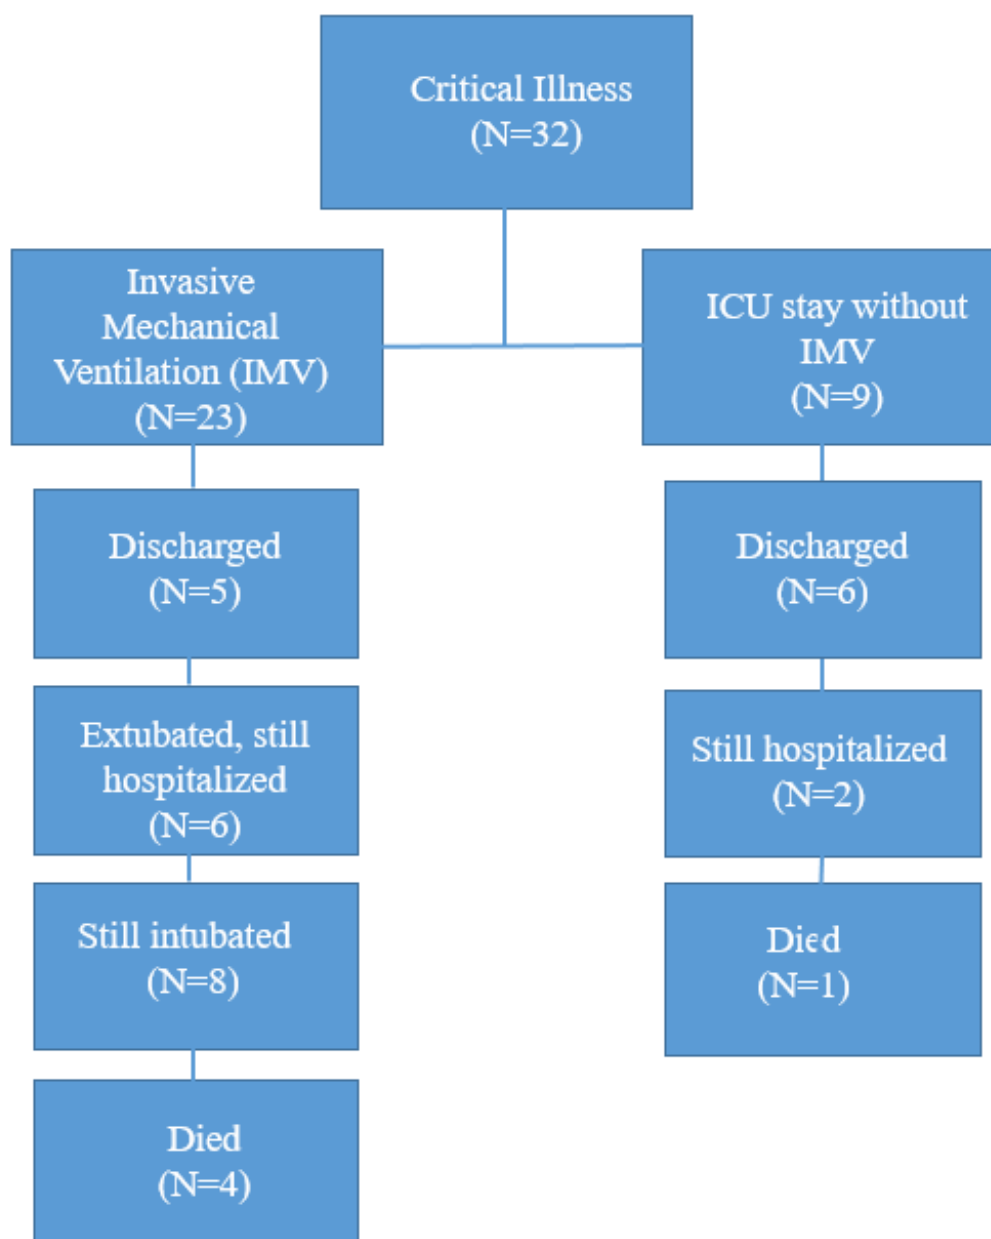 Critical Illness
(N=32)
Invasive
Mechanical
Ventilation (IMV)
(N=23)
ICU stay without
IMV
(N=9)
Discharged
(N=5)
Discharged
(N=6)
Extubated, still
hospitalized
(N=6)
Still hospitalized
(N=2)
Still intubated
(N=8)
Died
(N=1)
Died
(N=4)